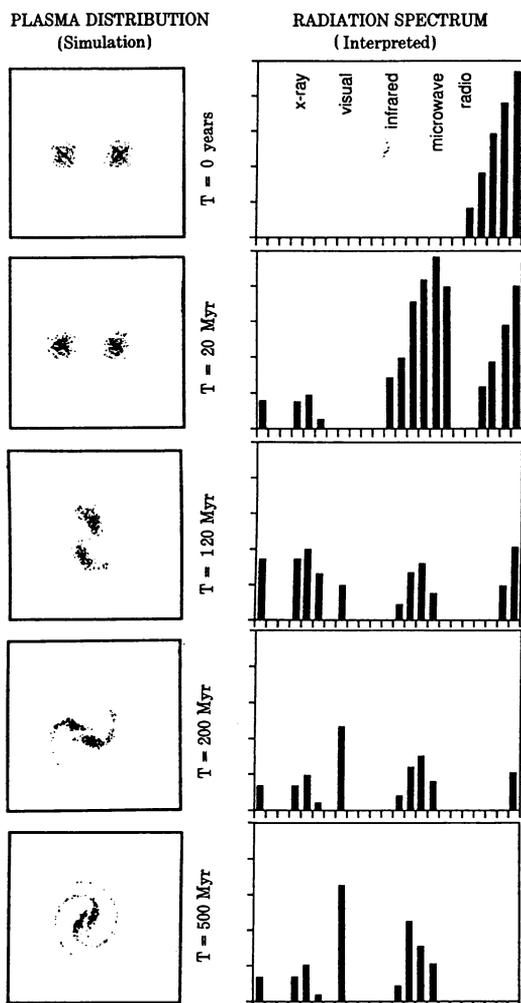 PLASMA DISTRIBUTION
(Simulation)
RADIATION SPECTRUM
(Interpreted)
T = 0 years
x-ray
visual
infrared
microwave
radio
T = 20 Myr
T = 120 Myr
T = 200 Myr
T = 500 Myr